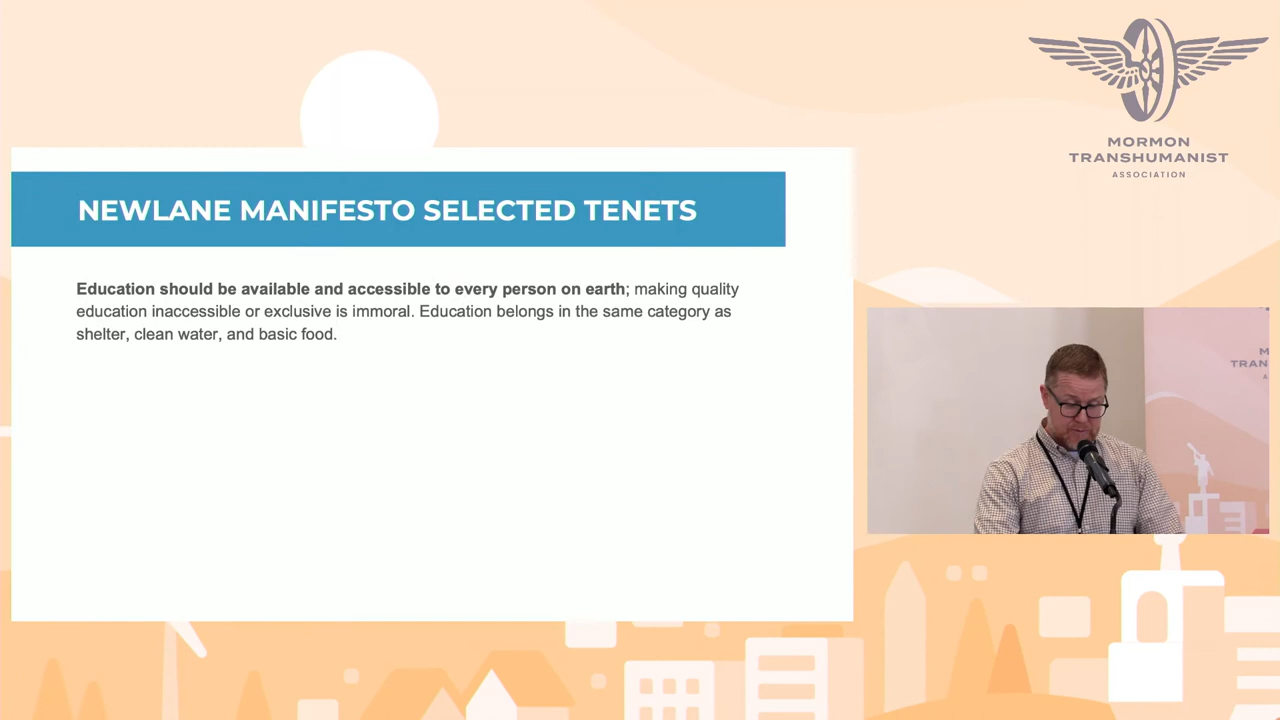 MORMON
TRANSHUMANIST
ASSOCIATION
NEWLANE MANIFESTO SELECTED TENETS
Education should be available and accessible to every person on earth; making quality
education inaccessible or exclusive is immoral. Education belongs in the same category as
shelter, clean water, and basic food.
M
TRAN
A